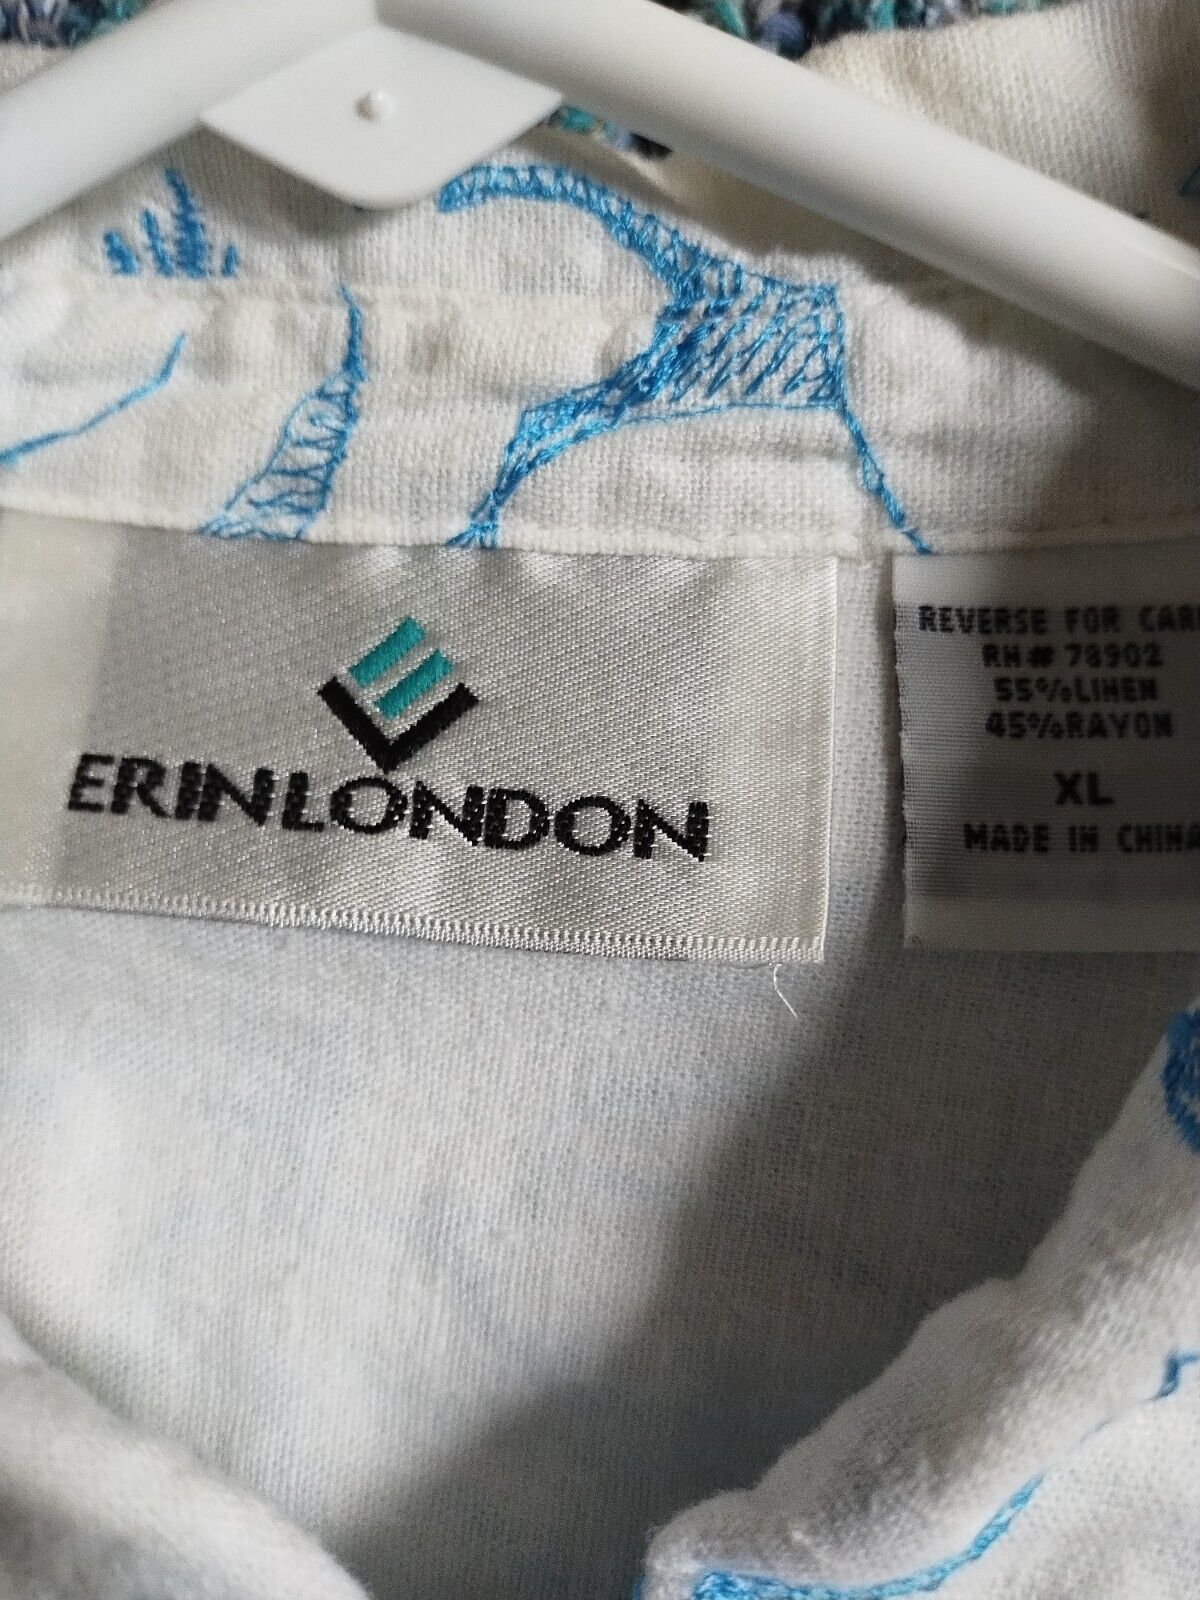 ERINLONDON
REVERSE FOR CAR
RN# 78902
55%LINEN
45%RAYON
XL
MADE IN CHINA